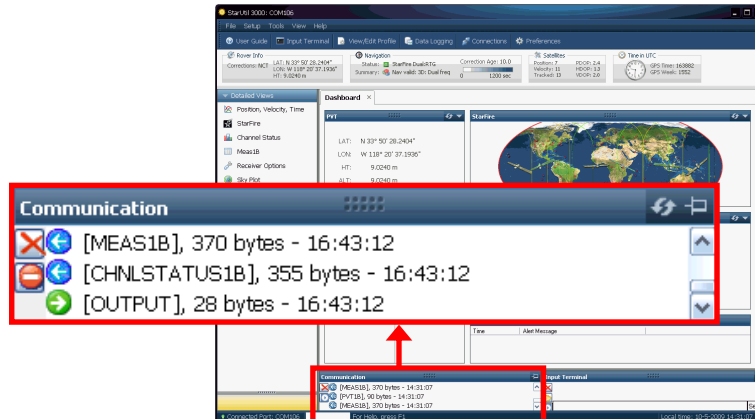 StarUtil 3000: COM106
File Setup Tools View Help
User Guide Input Terminal View/Edit Profile Data Logging Connections Preferences
Rover Info
Corrections: NCT
LAT: N 33° 50' 28.2404"
LON: W 118° 20' 37.1936"
HT: 9.0240 m
Navigation
Status: StarFire Dual:RTG
Summary: Nav valid: 3D: Dual freq
Correction Age: 10.0
0 1200 sec
Satellites
Position: 7 PDOP: 2.4
Velocity: 11 HDOP: 1.3
Tracked: 13 VDOP: 2.0
Time in UTC
GPS Time: 163882
GPS Week: 1552
Detailed Views
Position, Velocity, Time
StarFire
Channel Status
Meas1B
Receiver Options
Sky Plot
Dashboard
PVT
LAT: N 33° 50' 28.2404"
LON: W 118° 20' 37.1936"
HT: 9.0240 m
ALT: 9.0240 m
StarFire
Communication
[MEAS1B], 370 bytes - 16:43:12
[CHNLSTATUS1B], 355 bytes - 16:43:12
[OUTPUT], 28 bytes - 16:43:12
Time Alert Message
Communication
[MEAS1B], 370 bytes - 14:31:07
[PVT1B], 90 bytes - 14:31:07
[MEAS1B], 370 bytes - 14:31:07
Input Terminal
Connected Port: COM106
For Help, press F1
Local time: 10-5-2009 14:31:07